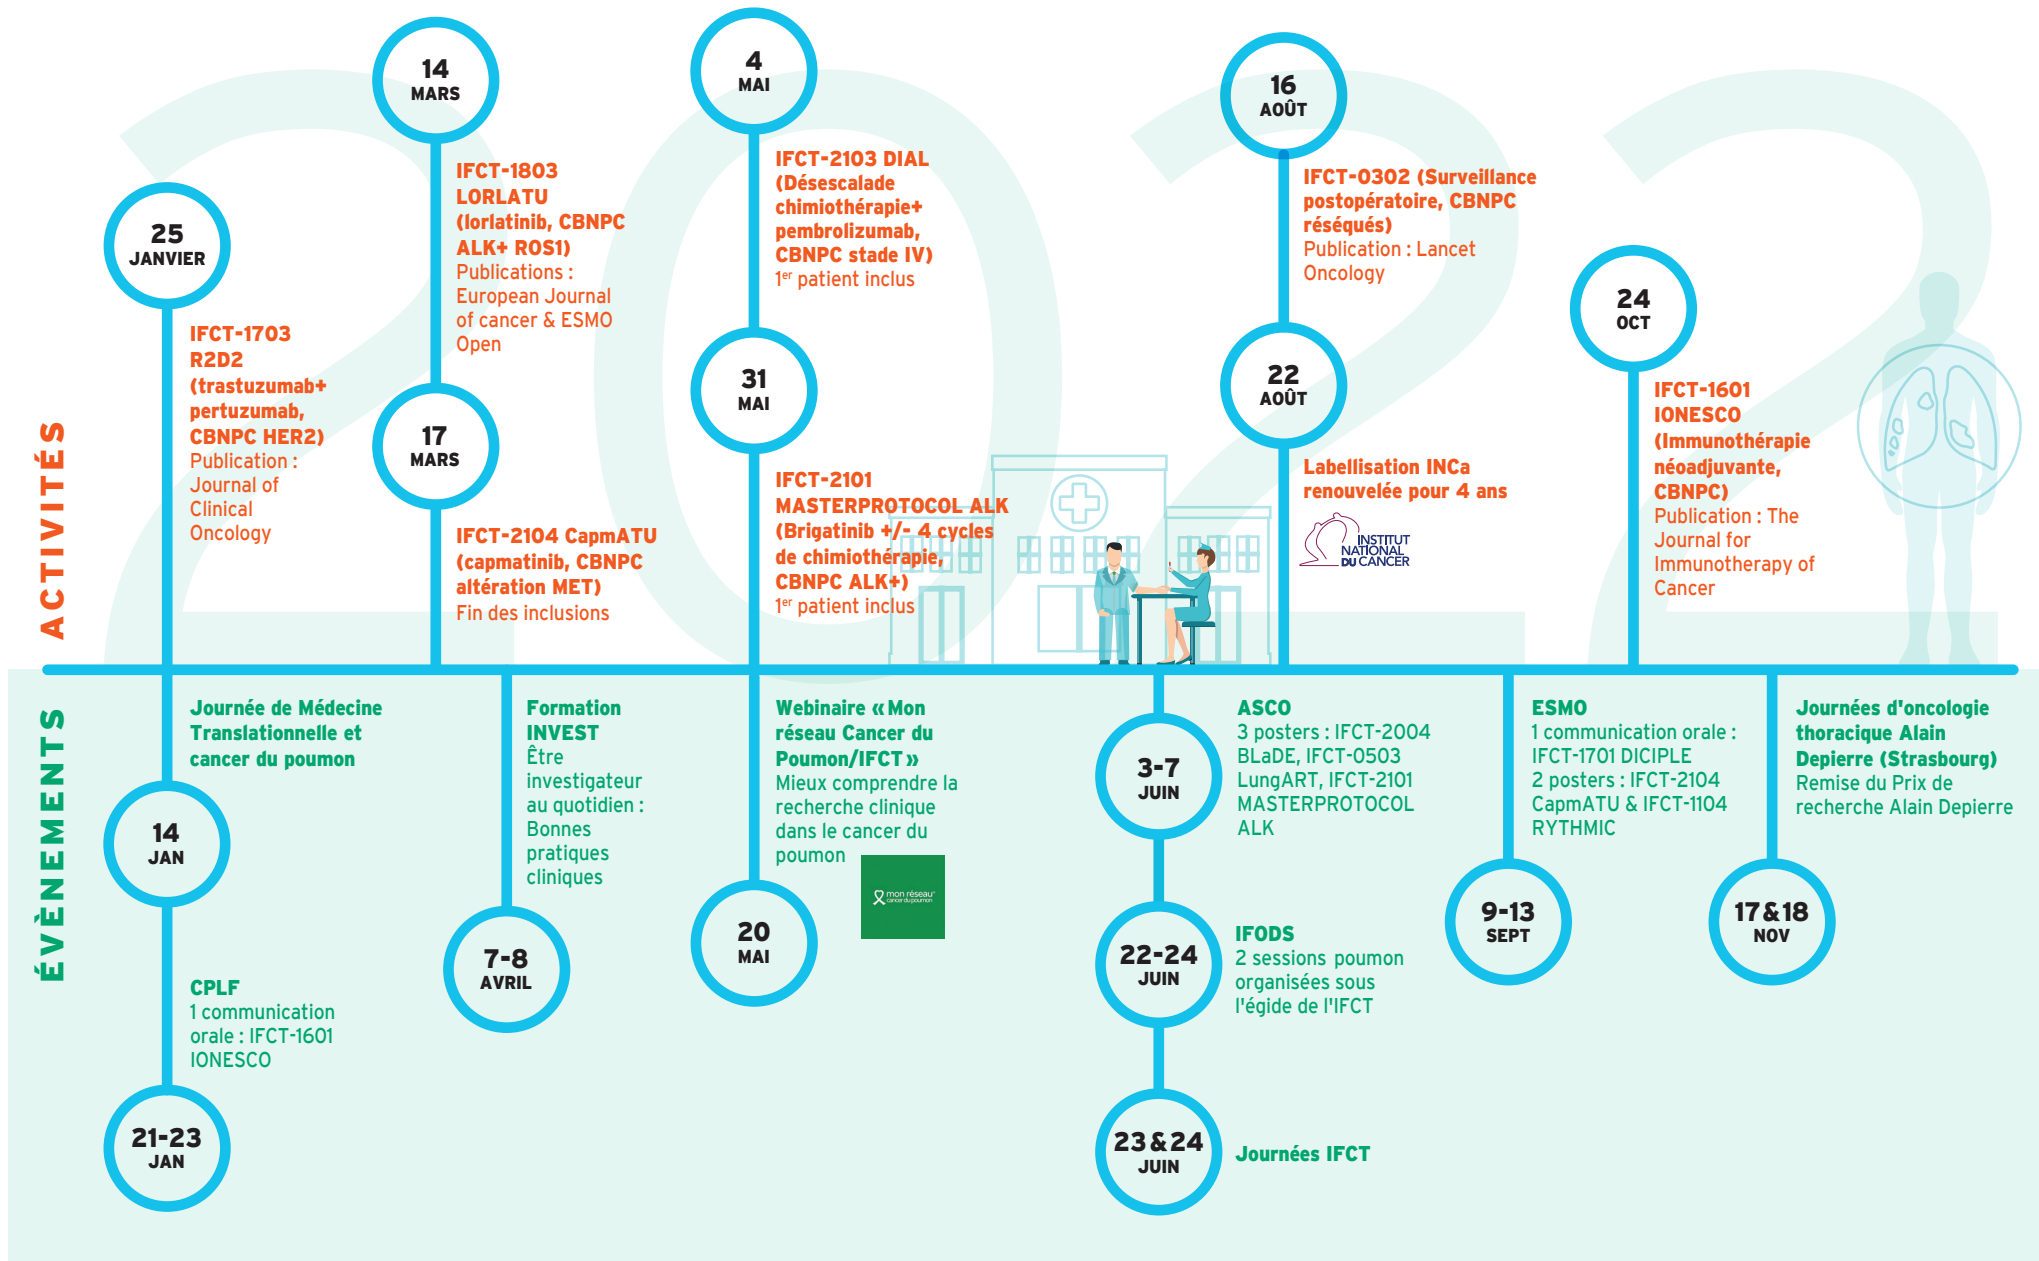 2022
ACTIVITÉS
25
JANVIER
IFCT-1703
R2D2
(trastuzumab+
pertuzumab,
CBNPC HER2)
Publication :
Journal of
Clinical
Oncology
14
MARS
IFCT-1803
LORLATU
(lorlatinib, CBNPC
ALK+ ROS1)
Publications :
European Journal
of cancer & ESMO
Open
17
MARS
IFCT-2104 CapmATU
(capmatinib, CBNPC
altération MET)
Fin des inclusions
4
MAI
IFCT-2103 DIAL
(Désescalade
chimiothérapie+
pembrolizumab,
CBNPC stade IV)
1er patient inclus
31
MAI
IFCT-2101
MASTERPROTOCOL ALK
(Brigatinib +/- 4 cycles
de chimiothérapie,
CBNPC ALK+)
1er patient inclus
16
AOÛT
IFCT-0302 (Surveillance
postopératoire, CBNPC
réséqués)
Publication : Lancet
Oncology
22
AOÛT
Labellisation INCa
renouvelée pour 4 ans
INSTITUT
NATIONAL
DU CANCER
24
OCT
IFCT-1601
IONESCO
(Immunothérapie
néoadjuvante,
CBNPC)
Publication : The
Journal for
Immunotherapy of
Cancer
ÉVÈNEMENTS
Journée de Médecine
Translationnelle et
cancer du poumon
14
JAN
CPLF
1 communication
orale : IFCT-1601
IONESCO
21-23
JAN
Formation
INVEST
Être
investigateur
au quotidien :
Bonnes
pratiques
cliniques
7-8
AVRIL
Webinaire « Mon
réseau Cancer du
Poumon/IFCT »
Mieux comprendre la
recherche clinique
dans le cancer du
poumon
mon réseau
cancer du poumon
20
MAI
ASCO
3 posters : IFCT-2004
BLaDE, IFCT-0503
LungART, IFCT-2101
MASTERPROTOCOL
ALK
3-7
JUIN
IFODS
2 sessions poumon
organisées sous
l'égide de l'IFCT
22-24
JUIN
Journées IFCT
23 & 24
JUIN
ESMO
1 communication orale :
IFCT-1701 DICIPLE
2 posters : IFCT-2104
CapmATU & IFCT-1104
RYTHMIC
9-13
SEPT
Journées d'oncologie
thoracique Alain
Depierre (Strasbourg)
Remise du Prix de
recherche Alain Depierre
17 & 18
NOV